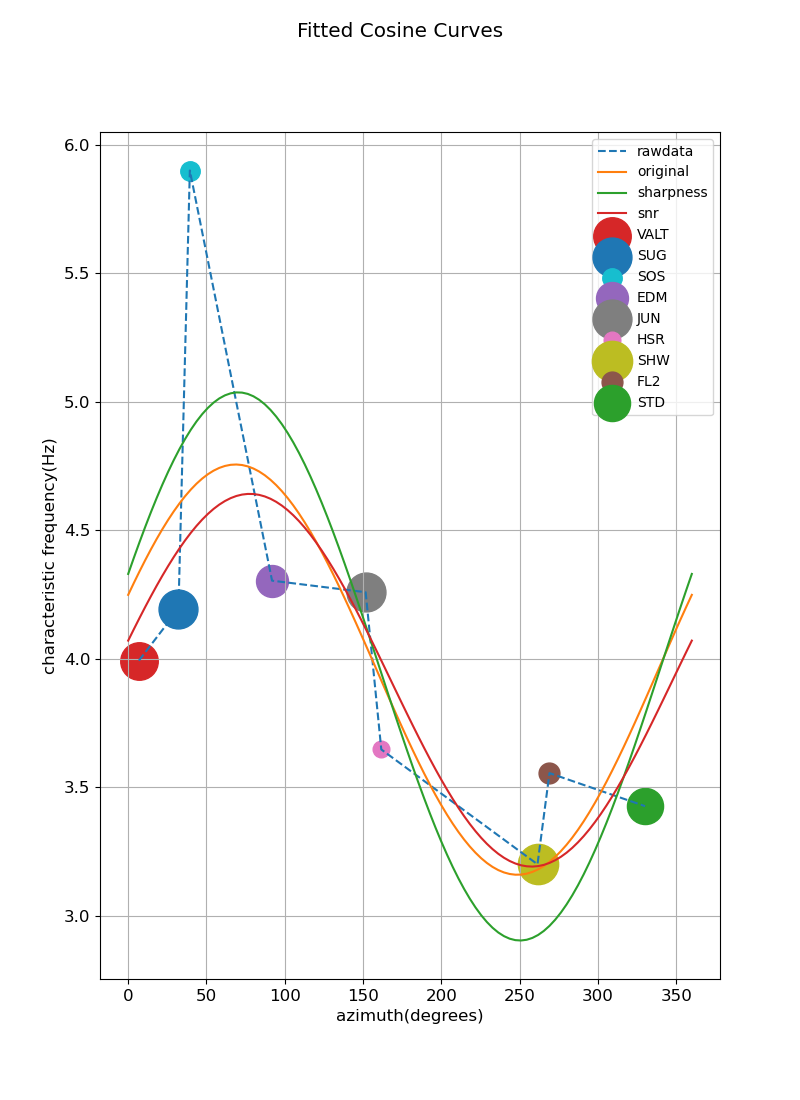 Fitted Cosine Curves
6.0
5.5
5.0
4.5
4.0
3.5
3.0
characteristic frequency(Hz)
rawdata
original
sharpness
snr
VALT
SUG
SOS
EDM
JUN
HSR
SHW
FL2
STD
0 50 100 150 200 250 300 350
azimuth(degrees)